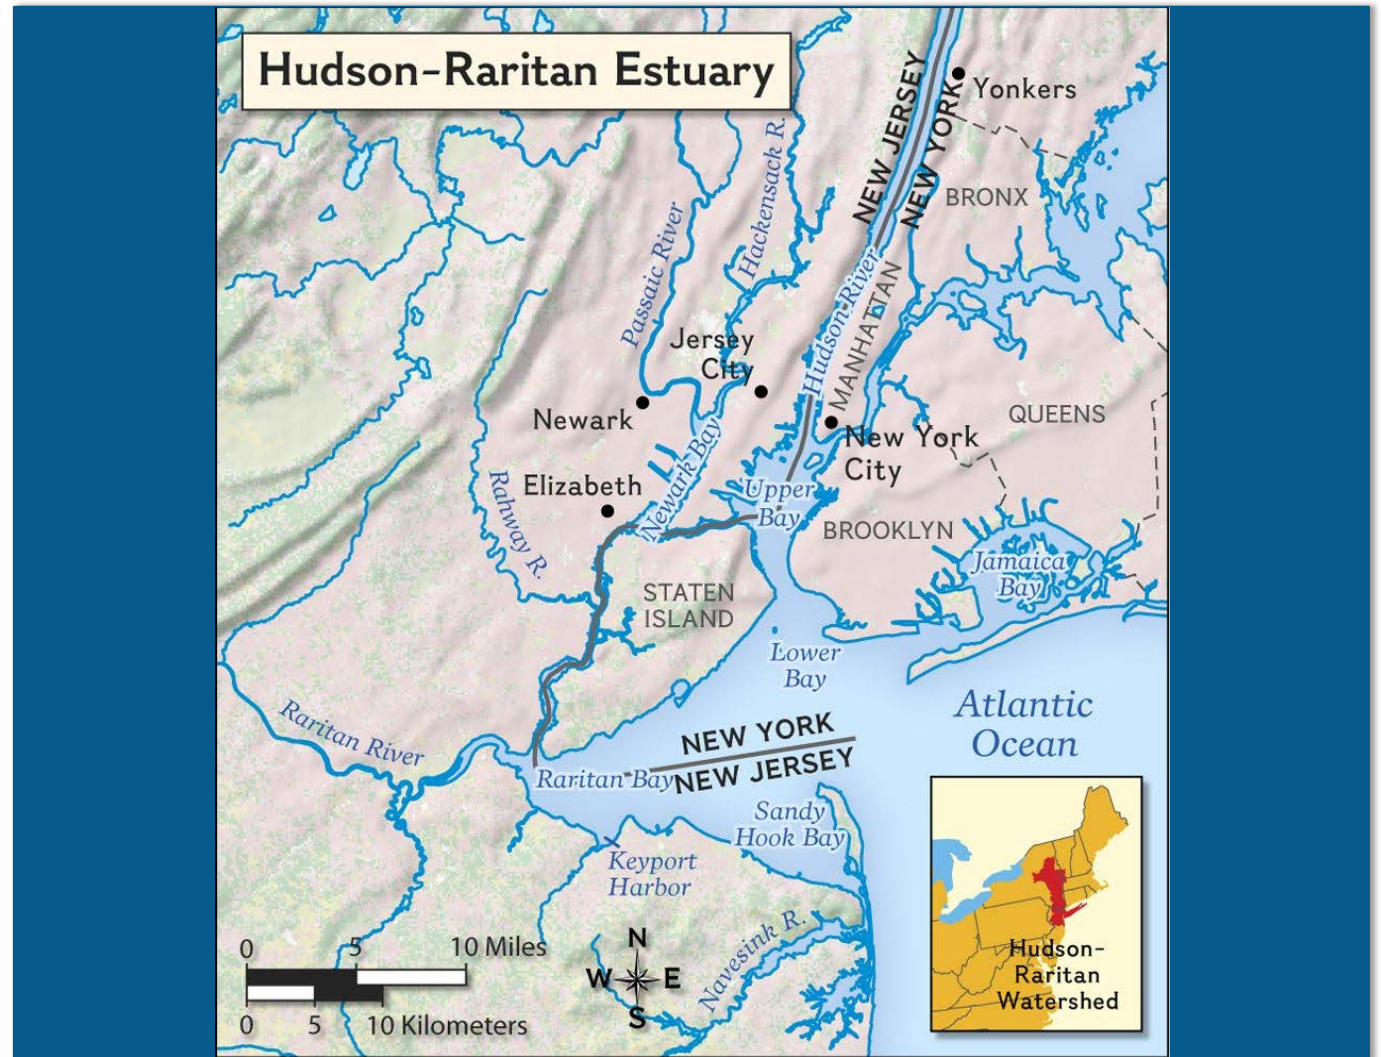 Hudson-Raritan Estuary
NEW JERSEY
NEW YORK
Yonkers
BRONX
Hackensack R.
Passaic River
Hudson River
MANHATTAN
Jersey
City
Newark
New York
City
QUEENS
Elizabeth
Newark Bay
Upper
Bay
BROOKLYN
Rahway R.
Jamaica
Bay
STATEN
ISLAND
Lower
Bay
Atlantic
Ocean
Raritan River
NEW YORK
NEW JERSEY
Raritan Bay
Sandy
Hook Bay
Keyport
Harbor
Navesink R.
0 5 10 Miles
0 5 10 Kilometers
N
W E
S
Hudson-
Raritan
Watershed